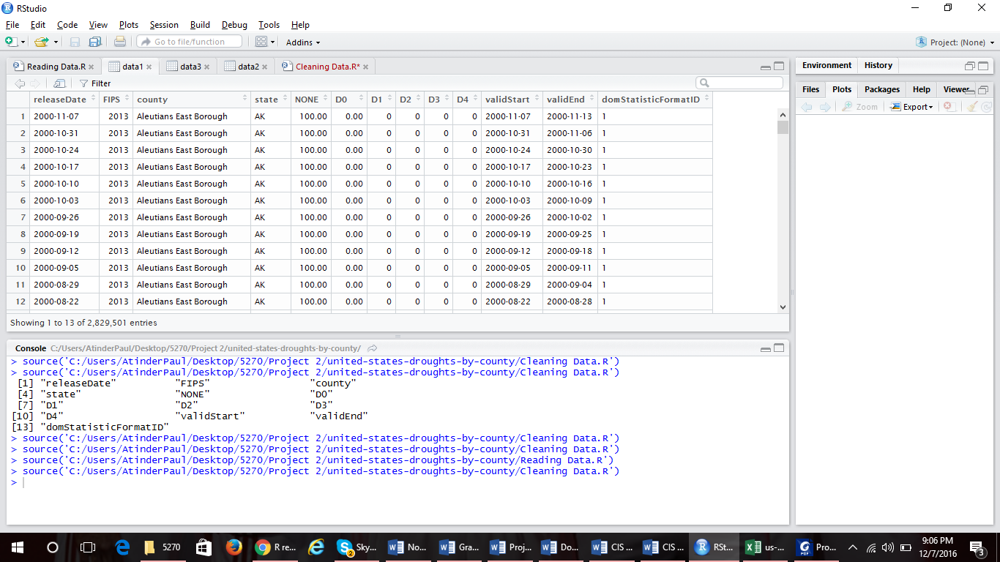 RStudio
File Edit Code View Plots Session Build Debug Tools Help
Go to file/function Addins Project: (None)
Reading Data.R data1 data3 data2 Cleaning Data.R*
Filter
releaseDate FIPS county state NONE D0 D1 D2 D3 D4 validStart validEnd domStatisticFormatID
1 2000-11-07 2013 Aleutians East Borough AK 100.00 0.00 0 0 0 0 2000-11-07 2000-11-13 1
2 2000-10-31 2013 Aleutians East Borough AK 100.00 0.00 0 0 0 0 2000-10-31 2000-11-06 1
3 2000-10-24 2013 Aleutians East Borough AK 100.00 0.00 0 0 0 0 2000-10-24 2000-10-30 1
4 2000-10-17 2013 Aleutians East Borough AK 100.00 0.00 0 0 0 0 2000-10-17 2000-10-23 1
5 2000-10-10 2013 Aleutians East Borough AK 100.00 0.00 0 0 0 0 2000-10-10 2000-10-16 1
6 2000-10-03 2013 Aleutians East Borough AK 100.00 0.00 0 0 0 0 2000-10-03 2000-10-09 1
7 2000-09-26 2013 Aleutians East Borough AK 100.00 0.00 0 0 0 0 2000-09-26 2000-10-02 1
8 2000-09-19 2013 Aleutians East Borough AK 100.00 0.00 0 0 0 0 2000-09-19 2000-09-25 1
9 2000-09-12 2013 Aleutians East Borough AK 100.00 0.00 0 0 0 0 2000-09-12 2000-09-18 1
10 2000-09-05 2013 Aleutians East Borough AK 100.00 0.00 0 0 0 0 2000-09-05 2000-09-11 1
11 2000-08-29 2013 Aleutians East Borough AK 100.00 0.00 0 0 0 0 2000-08-29 2000-09-04 1
12 2000-08-22 2013 Aleutians East Borough AK 100.00 0.00 0 0 0 0 2000-08-22 2000-08-28 1
Showing 1 to 13 of 2,829,501 entries
Console C:/Users/AtinderPaul/Desktop/5270/Project 2/united-states-droughts-by-county/
> source('C:/Users/AtinderPaul/Desktop/5270/Project 2/united-states-droughts-by-county/Cleaning Data.R')
> source('C:/Users/AtinderPaul/Desktop/5270/Project 2/united-states-droughts-by-county/Cleaning Data.R')
[1] "releaseDate" "FIPS" "county"
[4] "state" "NONE" "D0"
[7] "D1" "D2" "D3"
[10] "D4" "validStart" "validEnd"
[13] "domStatisticFormatID"
> source('C:/Users/AtinderPaul/Desktop/5270/Project 2/united-states-droughts-by-county/Cleaning Data.R')
> source('C:/Users/AtinderPaul/Desktop/5270/Project 2/united-states-droughts-by-county/Cleaning Data.R')
> source('C:/Users/AtinderPaul/Desktop/5270/Project 2/united-states-droughts-by-county/Reading Data.R')
> source('C:/Users/AtinderPaul/Desktop/5270/Project 2/united-states-droughts-by-county/Cleaning Data.R')
>
Environment History
Files Plots Packages Help Viewer
Zoom Export
5270 R re... Sky... 2 No... Gra... Proj... Do... CIS ... CIS ... RSt... us-... Pro... 9:06 PM
12/7/2016 3